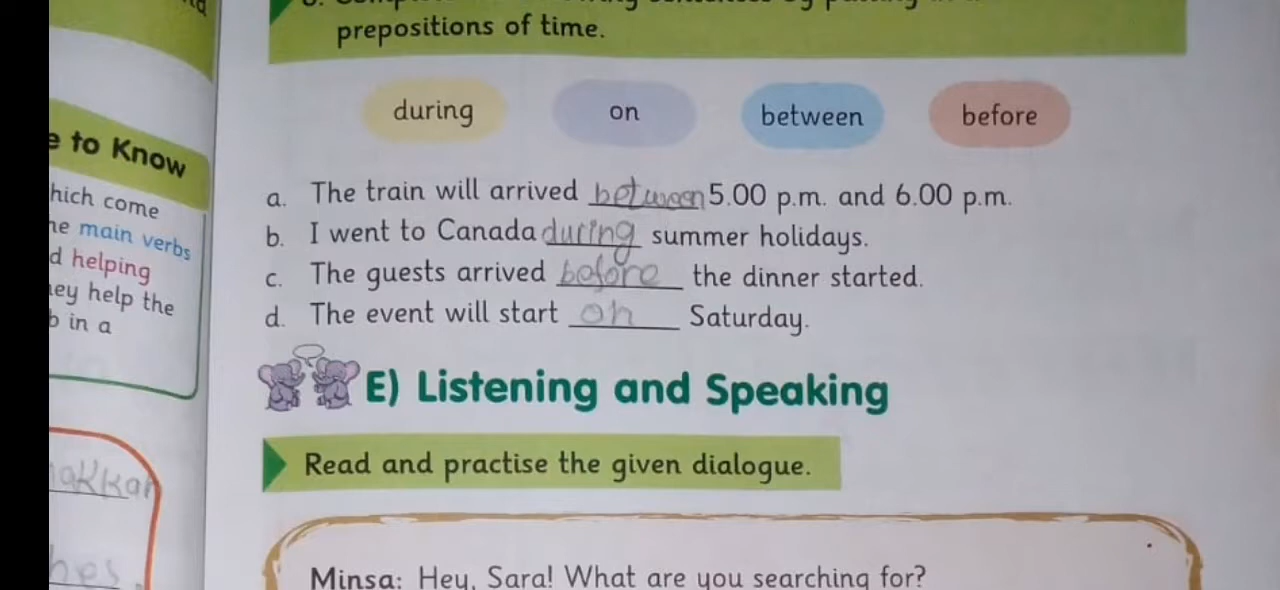 prepositions of time.
during on between before
e to Know
hich come
main verbs
helping
help the
in a
a. The train will arrived between 5.00 p.m. and 6.00 p.m.
b. I went to Canada during summer holidays.
c. The guests arrived before the dinner started.
d. The event will start on Saturday.
E) Listening and Speaking
Read and practise the given dialogue.
Minsa: Hey, Sara! What are you searching for?